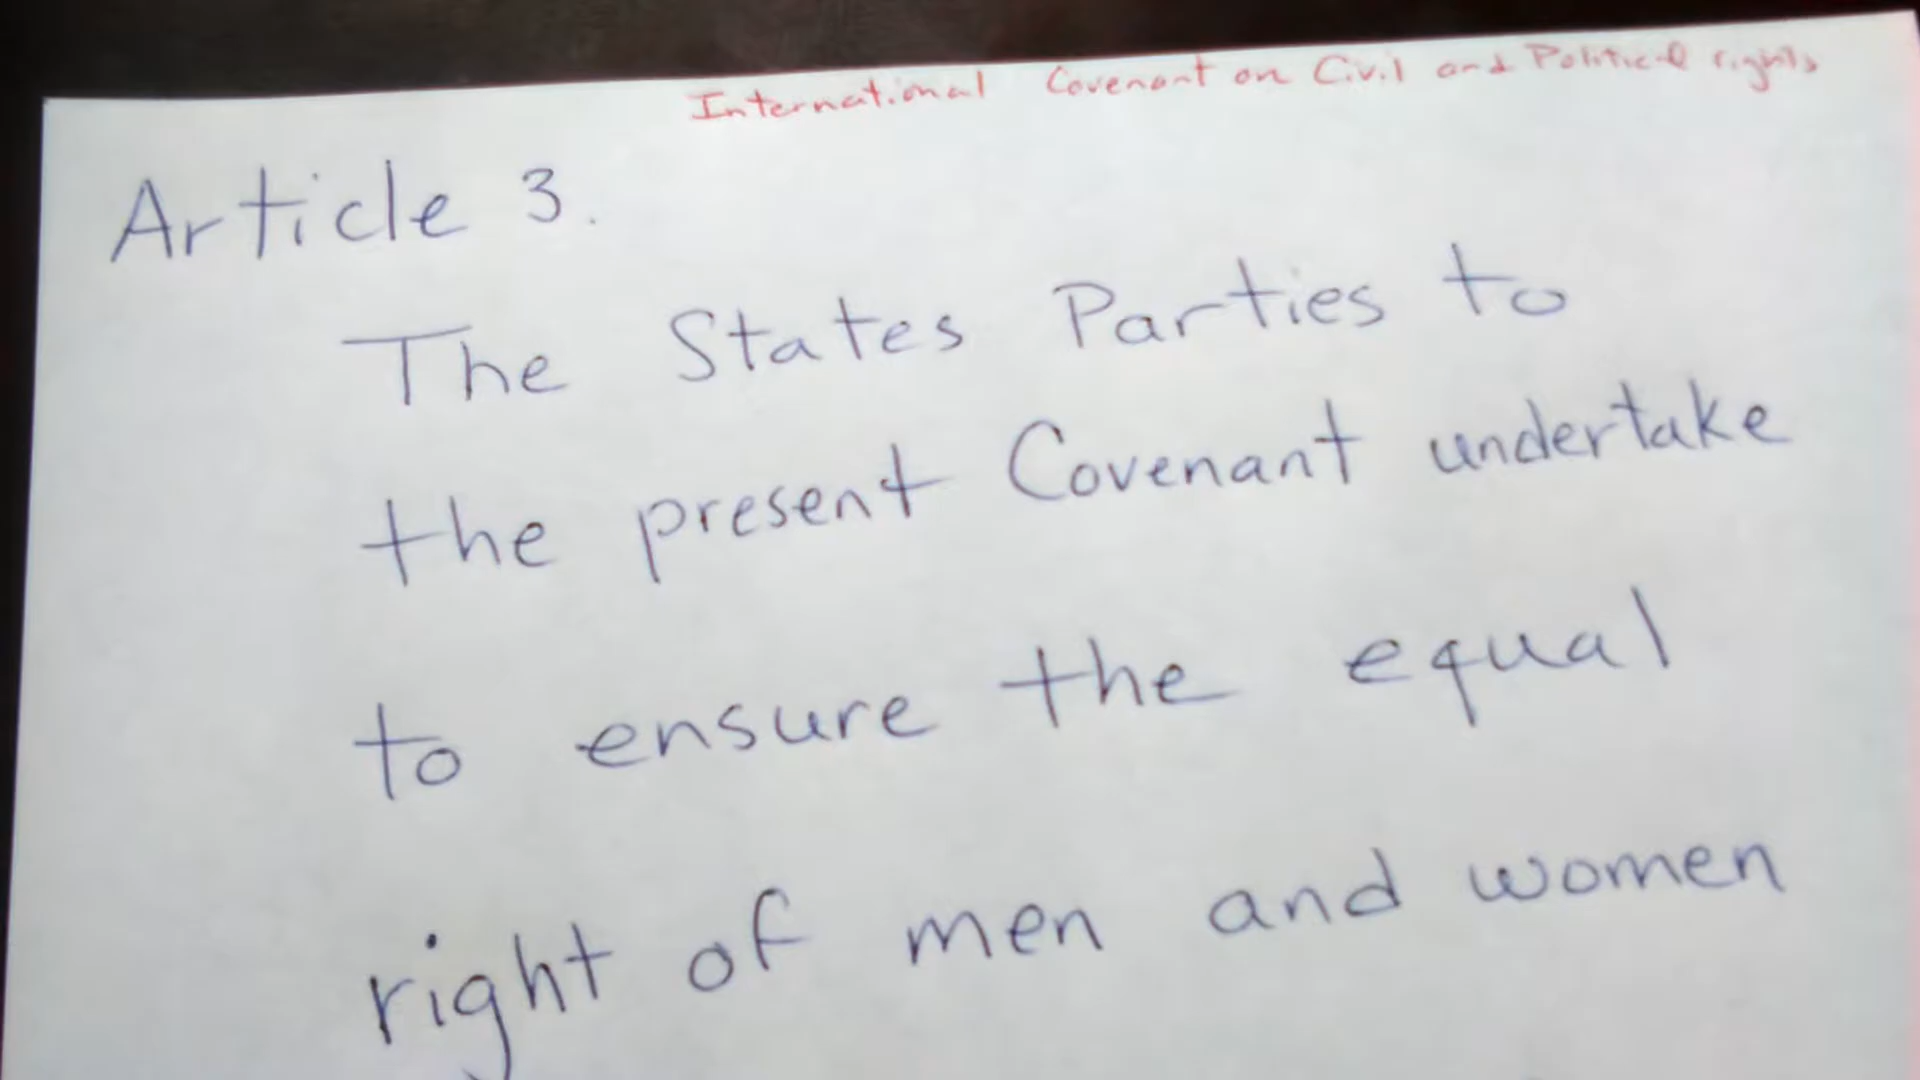 International Covenant on Civil and Political rights
Article 3.
The States Parties to
the present Covenant undertake
to ensure the equal
right of men and women